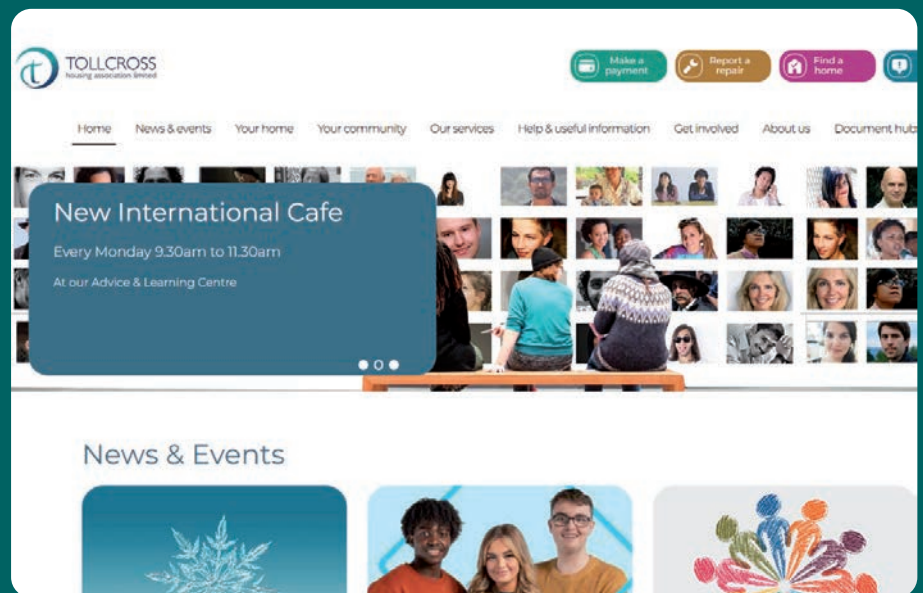 TOLLCROSS
housing association limited
Make a
payment
Report a
repair
Find a
home
Home News & events Your home Your community Our services Help & useful information Get involved About us Document hub
New International Cafe
Every Monday 9.30am to 11.30am
At our Advice & Learning Centre
News & Events